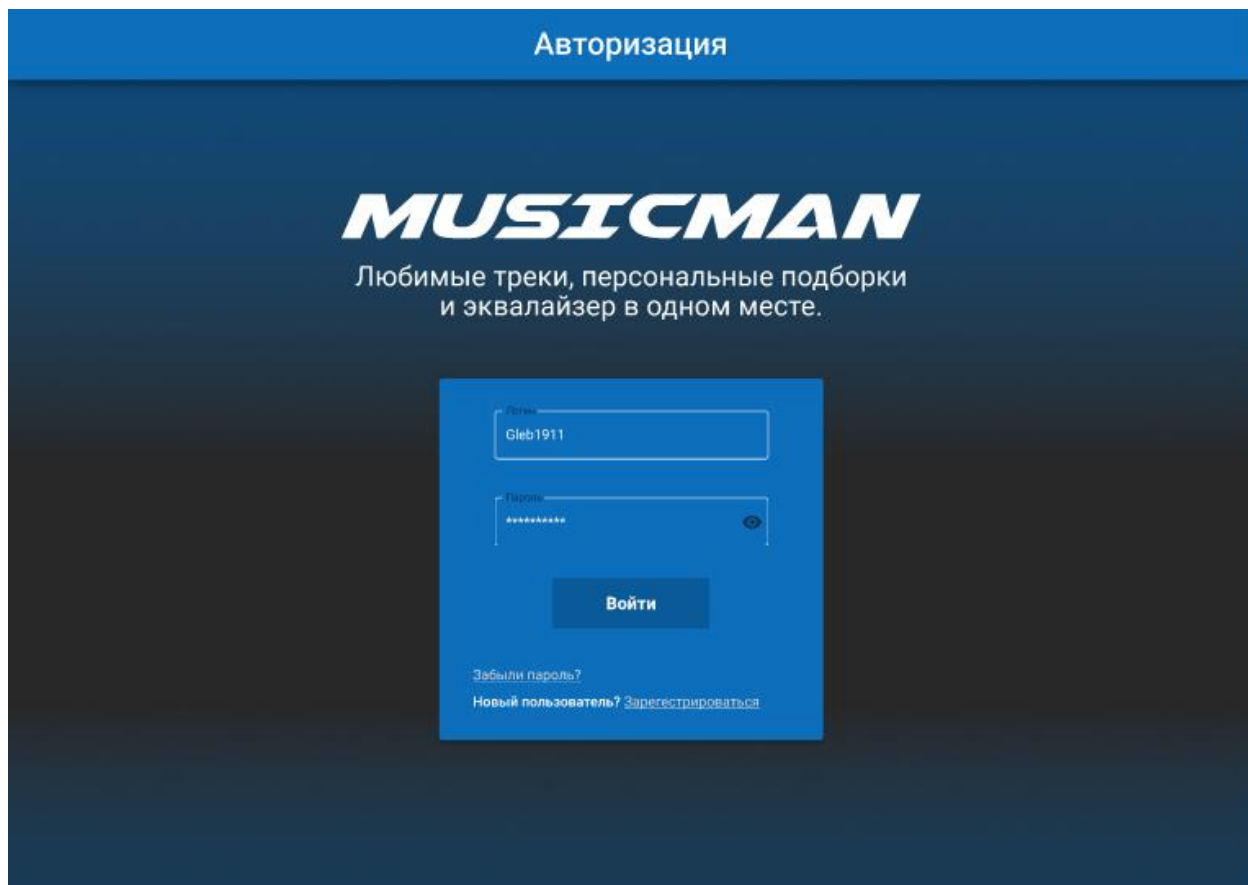 Авторизация
MUSICMAN
Любимые треки, персональные подборки
и эквалайзер в одном месте.
Логин
Gleb1911
Пароль
**********
Войти
Забыли пароль?
Новый пользователь? Зарегестрироваться